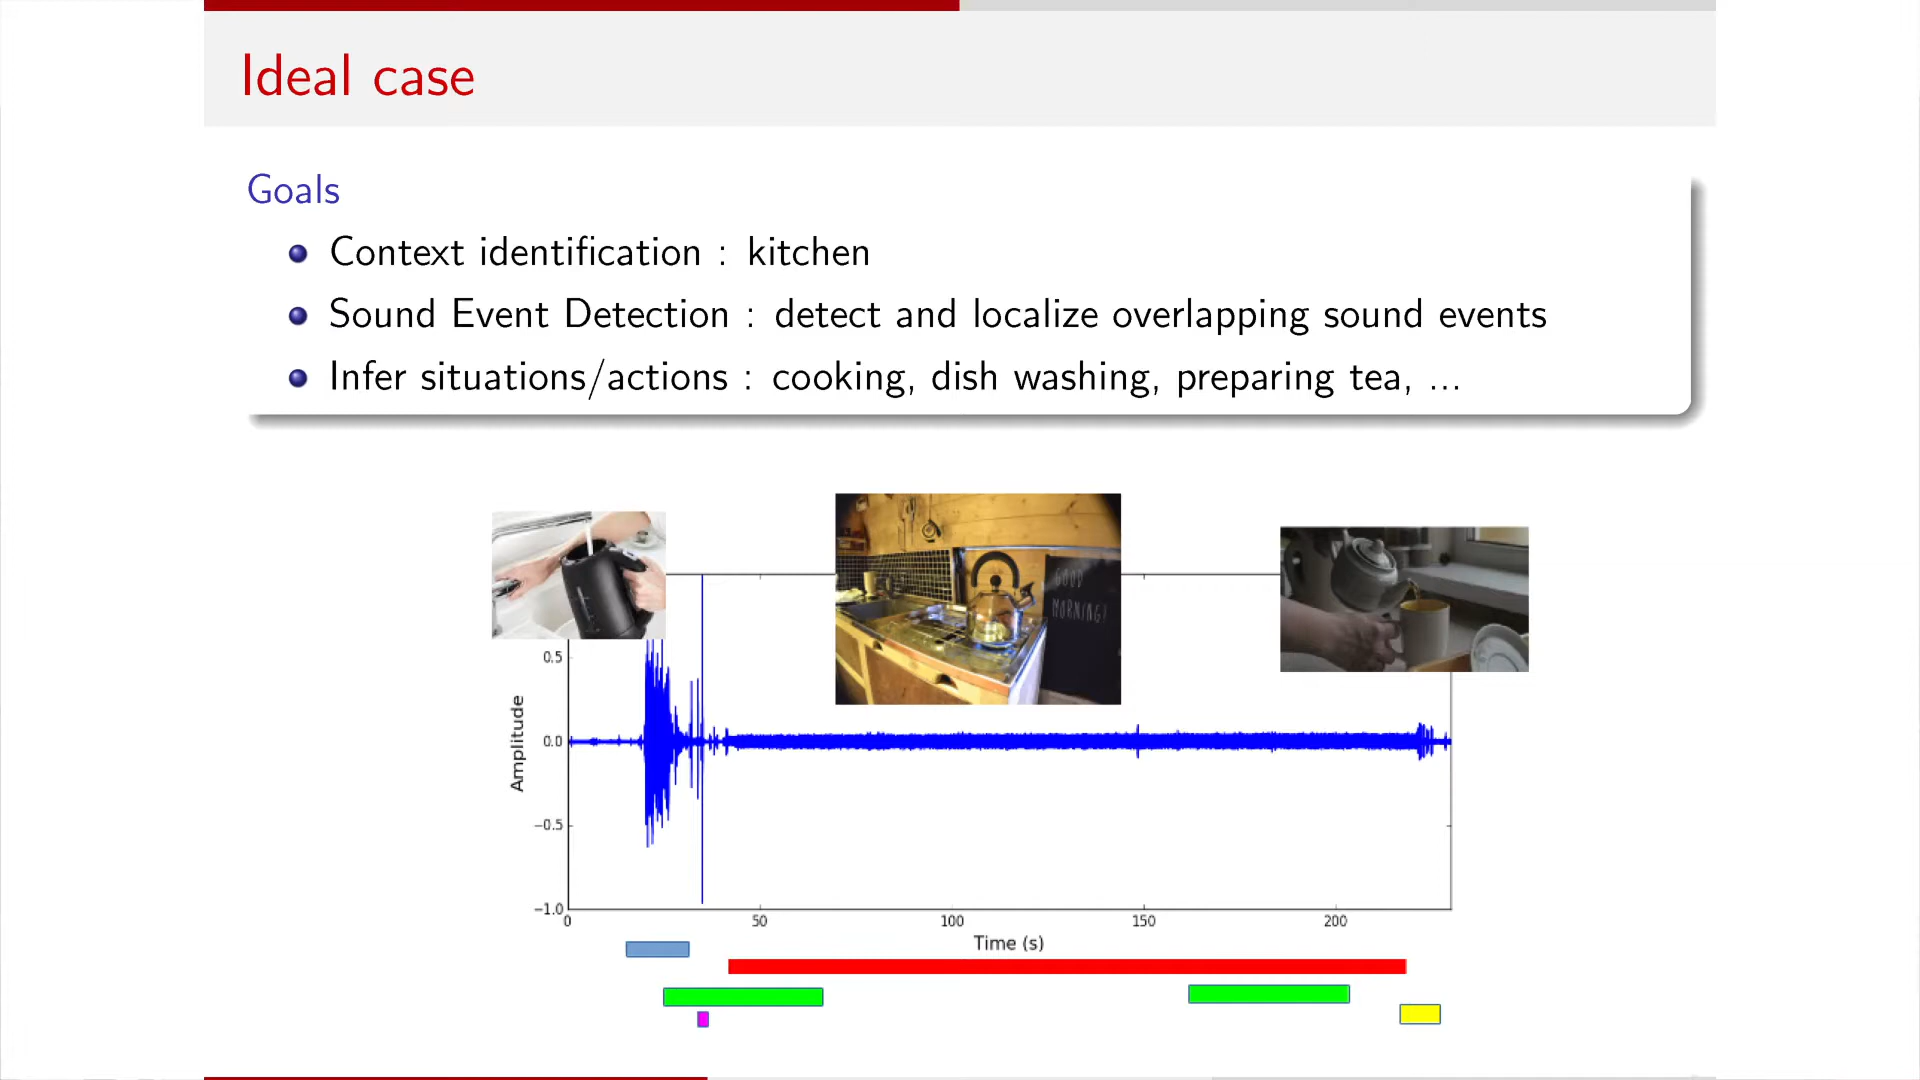 Ideal case
Goals
Context identification : kitchen
Sound Event Detection : detect and localize overlapping sound events
Infer situations/actions : cooking, dish washing, preparing tea, ...
GOOD
MORNING!
0.5
0.0
−0.5
−1.0
Amplitude
0 50 100 150 200
Time (s)